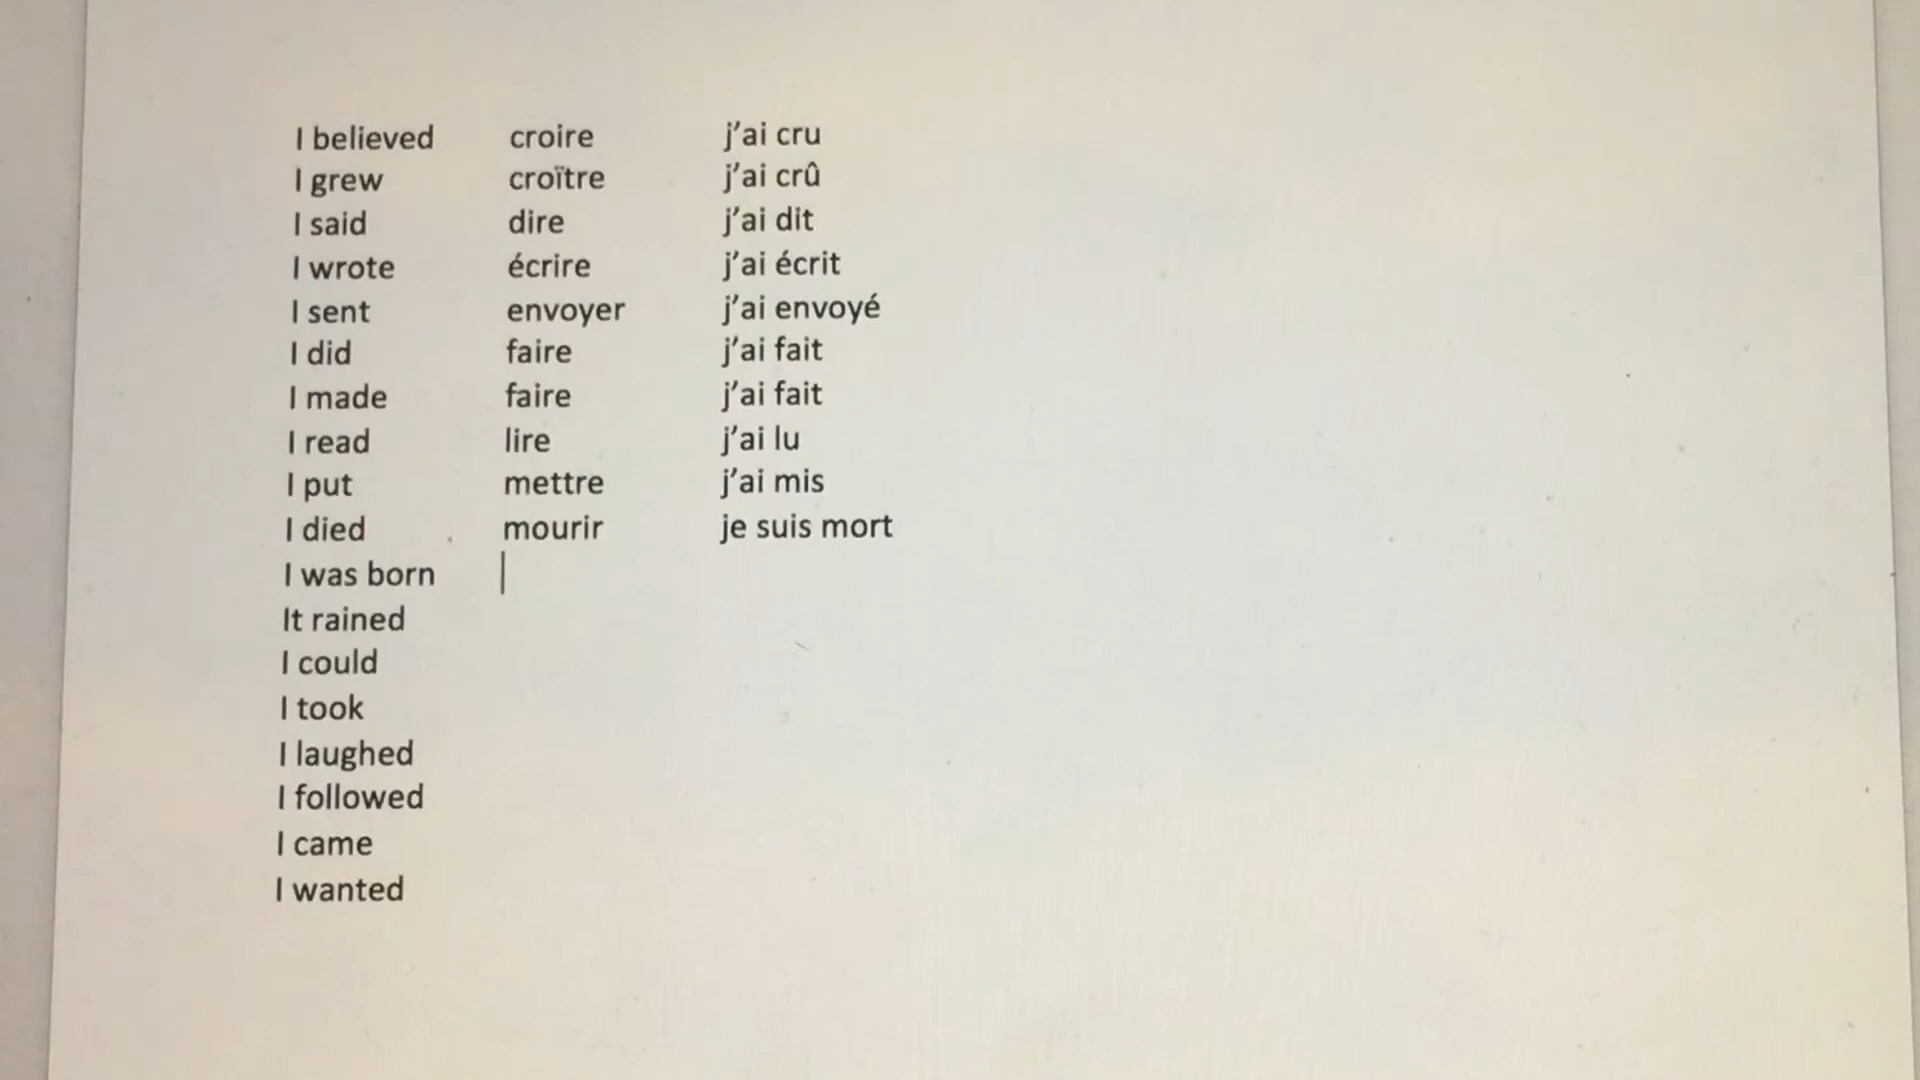 I believed croire j'ai cru
I grew croïtre j'ai crû
I said dire j'ai dit
I wrote écrire j'ai écrit
I sent envoyer j'ai envoyé
I did faire j'ai fait
I made faire j'ai fait
I read lire j'ai lu
I put mettre j'ai mis
I died mourir je suis mort
I was born
It rained
I could
I took
I laughed
I followed
I came
I wanted